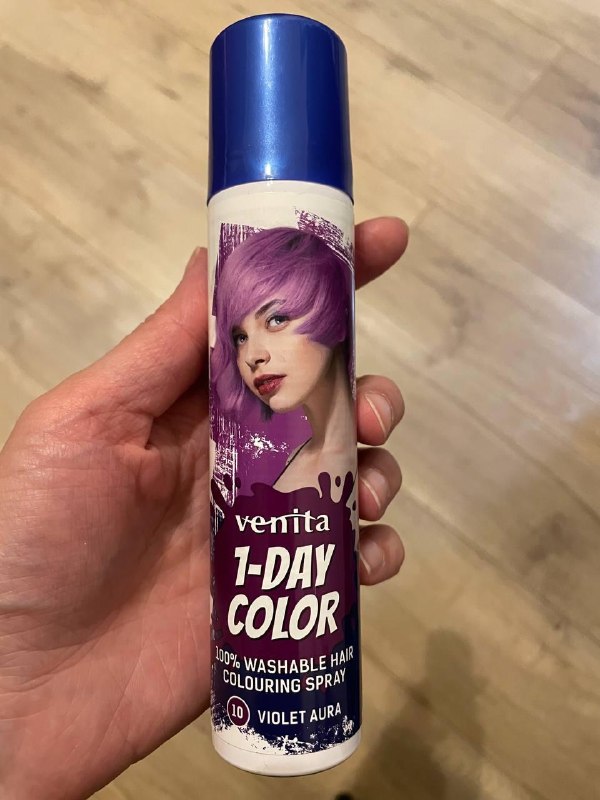 venita
1-DAY
COLOR
100% WASHABLE HAIR
COLOURING SPRAY
10 VIOLET AURA